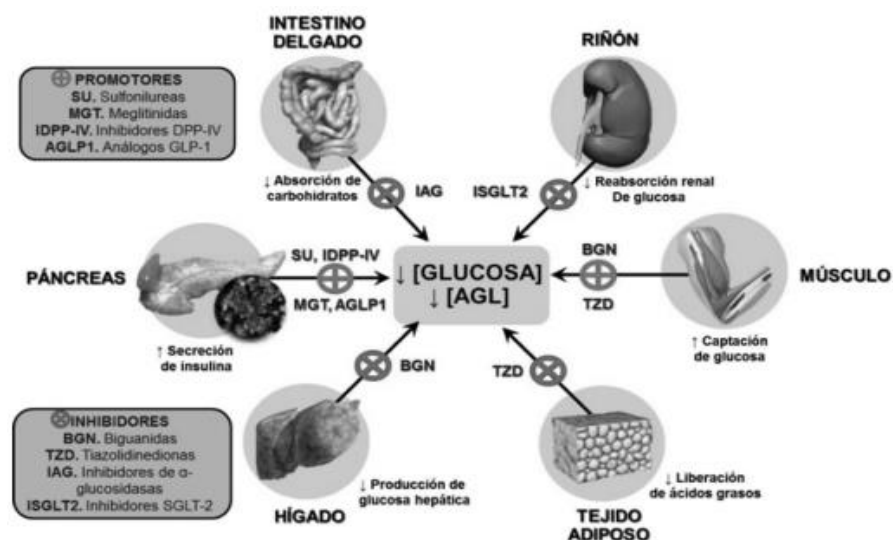 INTESTINO
DELGADO
RIÑÓN
PROMOTORES
SU. Sulfonilureas
MGT. Meglitinidas
IDPP-IV. Inhibidores DPP-IV
AGLP1. Análogos GLP-1
↓ Absorción de
carbohidratos
IAG
ISGLT2
↓ Reabsorción renal
De glucosa
PÁNCREAS
SU, IDPP-IV
MGT, AGLP1
↓ [GLUCOSA]
↓ [AGL]
BGN
TZD
MÚSCULO
↑ Secreción
de insulina
↑ Captación
de glucosa
BGN
TZD
INHIBIDORES
BGN. Biguanidas
TZD. Tiazolidinedionas
IAG. Inhibidores de α-
glucosidasas
ISGLT2. Inhibidores SGLT-2
↓ Producción de
glucosa hepática
HÍGADO
↓ Liberación
de ácidos grasos
TEJIDO
ADIPOSO